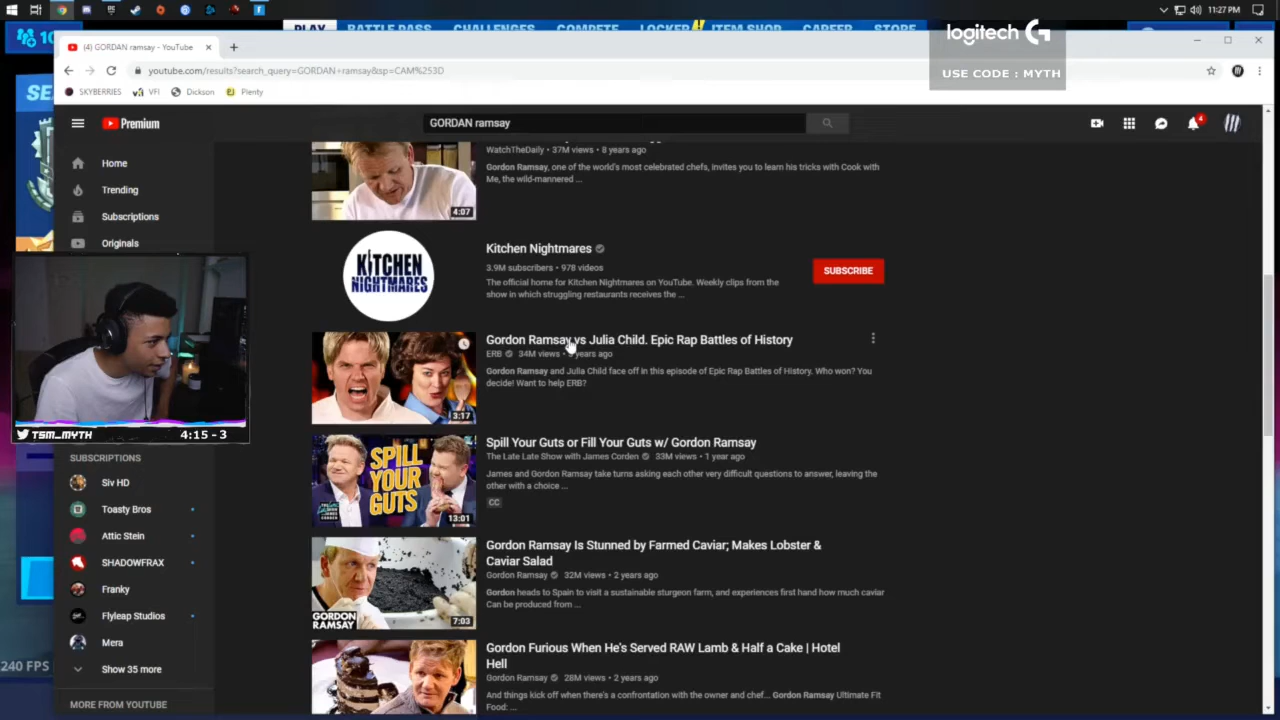 11:27 PM
PLAY BATTLE PASS CHALLENGES COMPETE LOCKER ITEM SHOP CAREER STORE
logitech G
USE CODE : MYTH
(4) GORDAN ramsay - YouTube
youtube.com/results?search_query=GORDAN+ramsay&sp=CAM%253D
SKYBERRIES VFI Dickson Plenty
Premium
GORDAN ramsay
4
Home
Trending
Subscriptions
Originals
WatchTheDaily • 37M views • 8 years ago
Gordon Ramsay, one of the world's most celebrated chefs, invites you to learn his tricks with Cook with
Me, the wild-mannered ...
4:07
KITCHEN
NIGHTMARES
Kitchen Nightmares
3.9M subscribers • 978 videos
The official home for Kitchen Nightmares on YouTube. Weekly clips from the
show in which struggling restaurants receives the ...
SUBSCRIBE
Gordon Ramsay vs Julia Child. Epic Rap Battles of History
ERB 34M views • years ago
Gordon Ramsay and Julia Child face off in this episode of Epic Rap Battles of History. Who won? You
decide! Want to help ERB?
3:17
TSM_MYTH
4:15 - 3
SUBSCRIPTIONS
Siv HD
Toasty Bros
Attic Stein
SHADOWFRAX
Franky
Flyleap Studios
Mera
Show 35 more
MORE FROM YOUTUBE
SPILL
YOUR
GUTS
13:01
Spill Your Guts or Fill Your Guts w/ Gordon Ramsay
The Late Late Show with James Corden 33M views • 1 year ago
James and Gordon Ramsay take turns asking each other very difficult questions to answer, leaving the
other with a choice ...
CC
GORDON
RAMSAY
7:03
Gordon Ramsay Is Stunned by Farmed Caviar; Makes Lobster &
Caviar Salad
Gordon Ramsay 32M views • 2 years ago
Gordon heads to Spain to visit a sustainable sturgeon farm, and experiences first hand how much caviar
Can be produced from ...
Gordon Furious When He's Served RAW Lamb & Half a Cake | Hotel
Hell
Gordon Ramsay 28M views • 2 years ago
And things kick off when there's a confrontation with the owner and chef... Gordon Ramsay Ultimate Fit
Food: ...
240 FPS